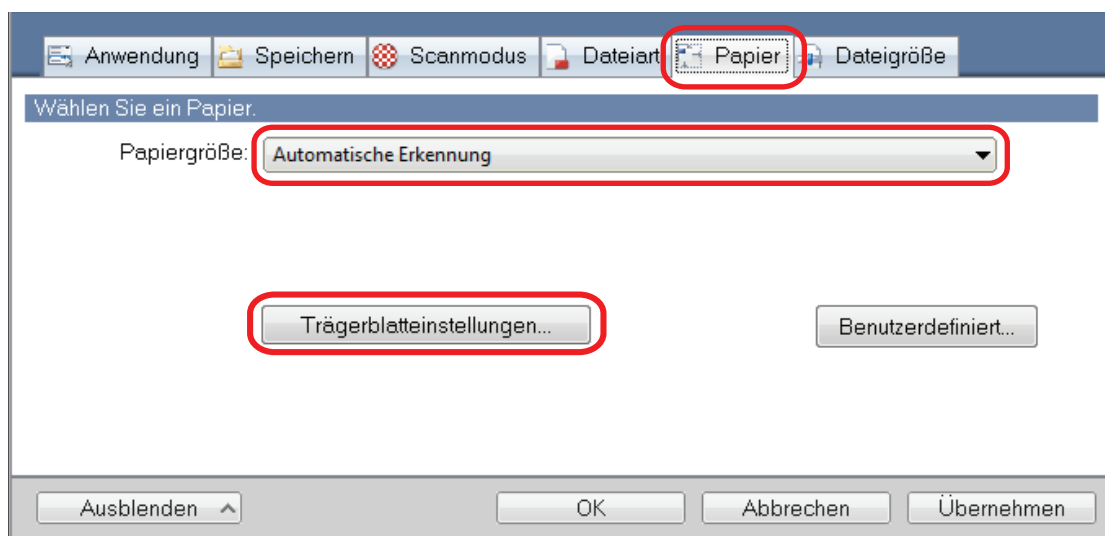 Anwendung Speichern Scanmodus Dateiart Papier Dateigröße
Wählen Sie ein Papier.
Papiergröße: Automatische Erkennung
Trägerblatteinstellungen... Benutzerdefiniert...
Ausblenden OK Abbrechen Übernehmen